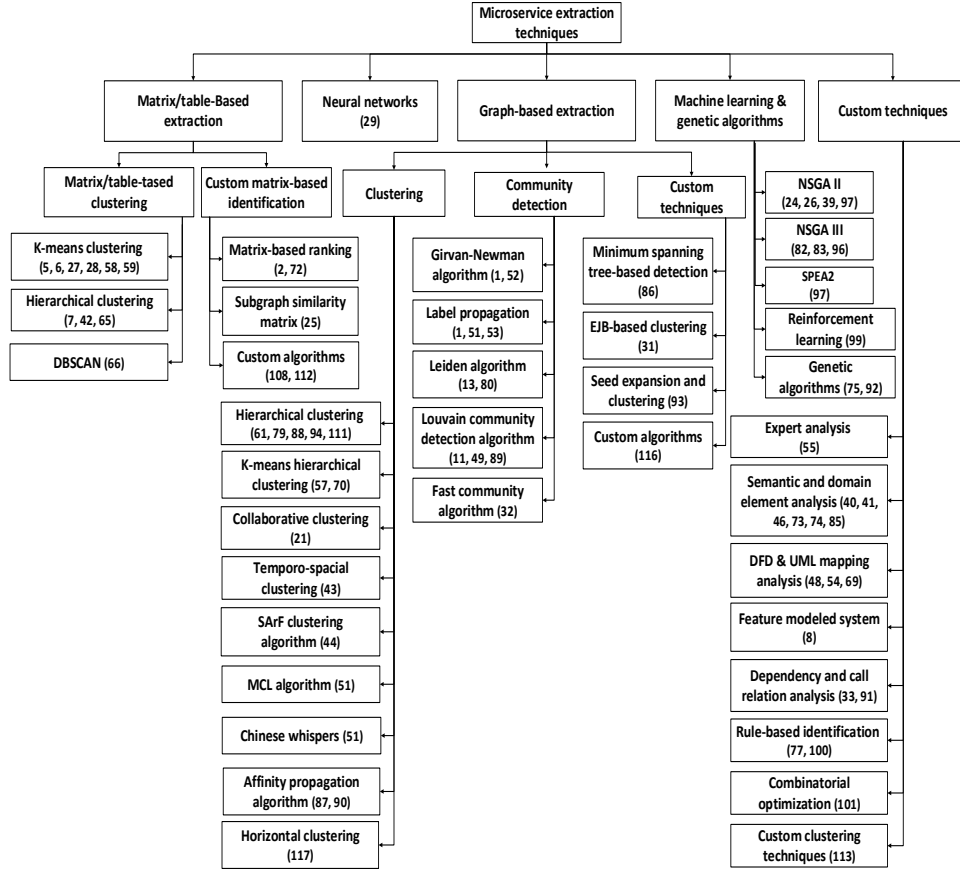 Microservice extraction
techniques
Matrix/table-Based
extraction
Neural networks
(29)
Graph-based extraction
Machine learning &
genetic algorithms
Custom techniques
Matrix/table-tased
clustering
Custom matrix-based
identification
Clustering
Community
detection
Custom
techniques
K-means clustering
(5, 6, 27, 28, 58, 59)
Hierarchical clustering
(7, 42, 65)
DBSCAN (66)
Matrix-based ranking
(2, 72)
Subgraph similarity
matrix (25)
Custom algorithms
(108, 112)
Hierarchical clustering
(61, 79, 88, 94, 111)
K-means hierarchical
clustering (57, 70)
Collaborative clustering
(21)
Temporo-spacial
clustering (43)
SArF clustering
algorithm (44)
MCL algorithm (51)
Chinese whispers (51)
Affinity propagation
algorithm (87, 90)
Horizontal clustering
(117)
Girvan-Newman
algorithm (1, 52)
Label propagation
(1, 51, 53)
Leiden algorithm
(13, 80)
Louvain community
detection algorithm
(11, 49, 89)
Fast community
algorithm (32)
Minimum spanning
tree-based detection
(86)
EJB-based clustering
(31)
Seed expansion and
clustering (93)
Custom algorithms
(116)
NSGA II
(24, 26, 39, 97)
NSGA III
(82, 83, 96)
SPEA2
(97)
Reinforcement
learning (99)
Genetic
algorithms (75, 92)
Expert analysis
(55)
Semantic and domain
element analysis (40, 41,
46, 73, 74, 85)
DFD & UML mapping
analysis (48, 54, 69)
Feature modeled system
(8)
Dependency and call
relation analysis (33, 91)
Rule-based identification
(77, 100)
Combinatorial
optimization (101)
Custom clustering
techniques (113)